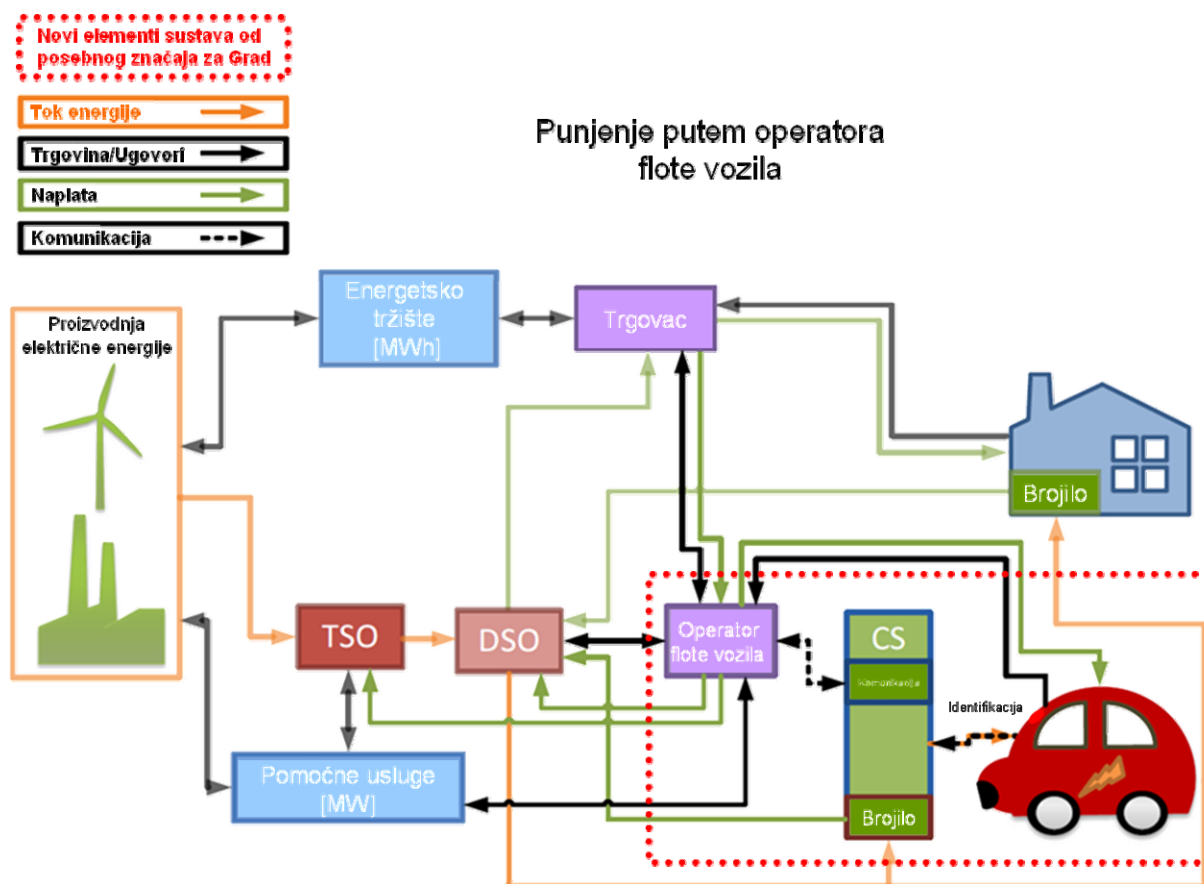 Novi elementi sustava od
posebnog značaja za Grad
Tok energije
Trgovina/Ugovori
Naplata
Komunikacija
Punjenje putem operatora
flote vozila
Proizvodnja
električne energije
Energetsko
tržište
[MWh]
Trgovac
Brojilo
TSO
DSO
Operator
flote vozila
CS
Komunikacija
Identifikacija
Pomoćne usluge
[MW]
Brojilo